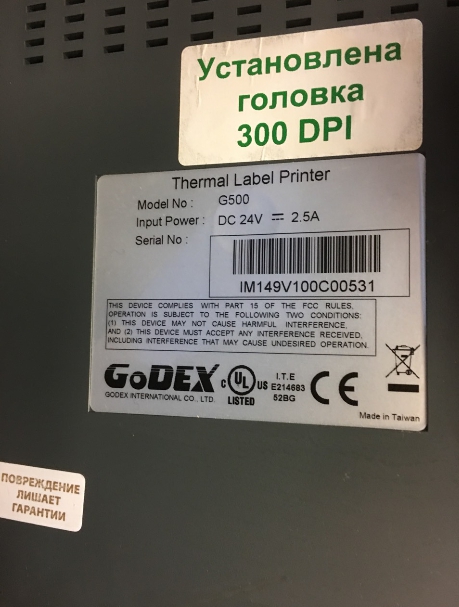 Установлена
головка
300 DPI
Thermal Label Printer
Model No : G500
Input Power : DC 24V ⎓ 2.5A
Serial No :
IM149V100C00531
THIS DEVICE COMPLIES WITH PART 15 OF THE FCC RULES.
OPERATION IS SUBJECT TO THE FOLLOWING TWO CONDITIONS:
(1) THIS DEVICE MAY NOT CAUSE HARMFUL INTERFERENCE,
AND (2) THIS DEVICE MUST ACCEPT ANY INTERFERENCE RECEIVED,
INCLUDING INTERFERENCE THAT MAY CAUSE UNDESIRED OPERATION.
GoDEX C UL US LISTED I.T.E E214683 52BG CE
GODEX INTERNATIONAL CO., LTD.
Made in Taiwan
ПОВРЕЖДЕНИЕ
ЛИШАЕТ
ГАРАНТИИ